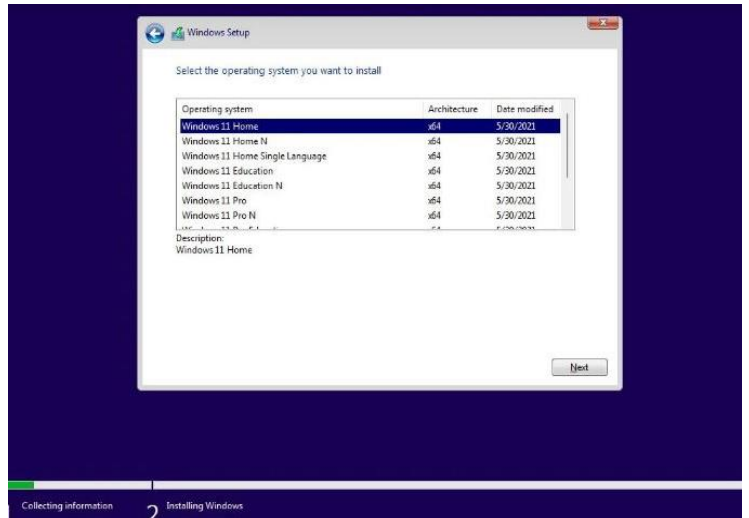 Windows Setup
Select the operating system you want to install
Operating system Architecture Date modified
Windows 11 Home x64 5/30/2021
Windows 11 Home N x64 5/30/2021
Windows 11 Home Single Language x64 5/30/2021
Windows 11 Education x64 5/30/2021
Windows 11 Education N x64 5/30/2021
Windows 11 Pro x64 5/30/2021
Windows 11 Pro N x64 5/30/2021
Description:
Windows 11 Home
Next
Collecting information
2 Installing Windows